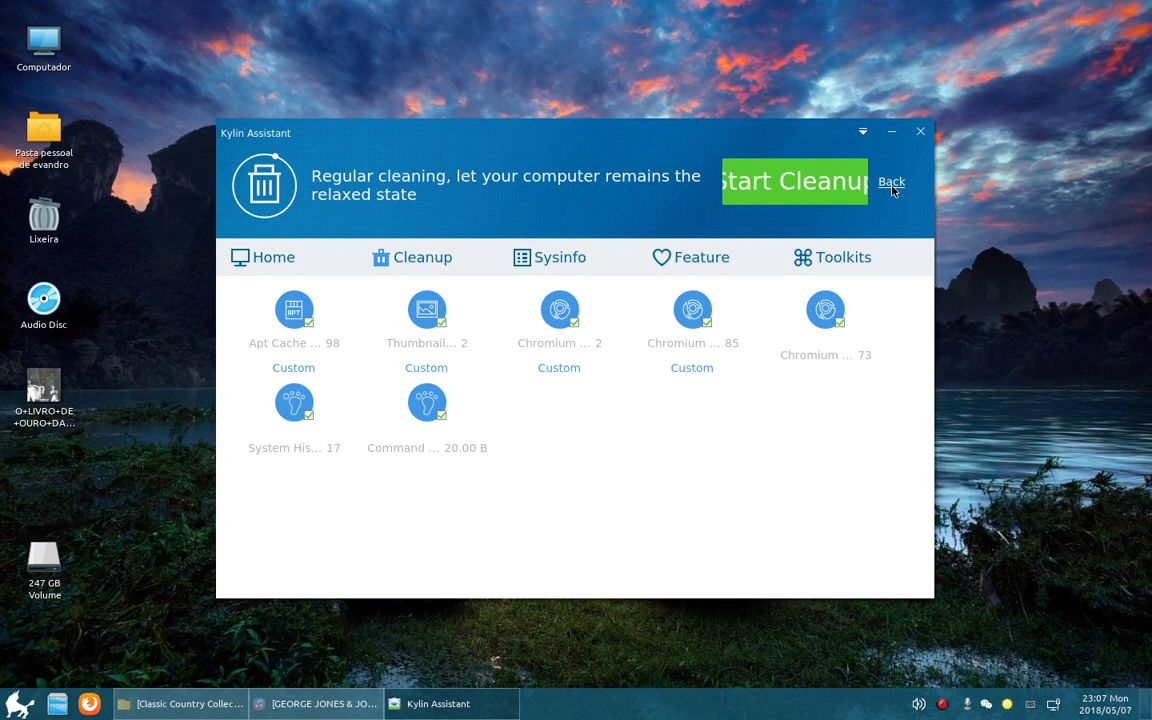 Computador
Pasta pessoal
de evandro
Lixeira
Audio Disc
O+LIVRO+DE
+OURO+DA...
247 GB
Volume
Kylin Assistant
Regular cleaning, let your computer remains the
relaxed state
Start Cleanup
Back
Home
Cleanup
Sysinfo
Feature
Toolkits
APT
Apt Cache ... 98
Thumbnail... 2
Chromium ... 2
Chromium ... 85
Chromium ... 73
Custom
Custom
Custom
Custom
System His... 17
Command ... 20.00 B
[Classic Country Collec...
[GEORGE JONES & JO...
Kylin Assistant
23:07 Mon
2018/05/07